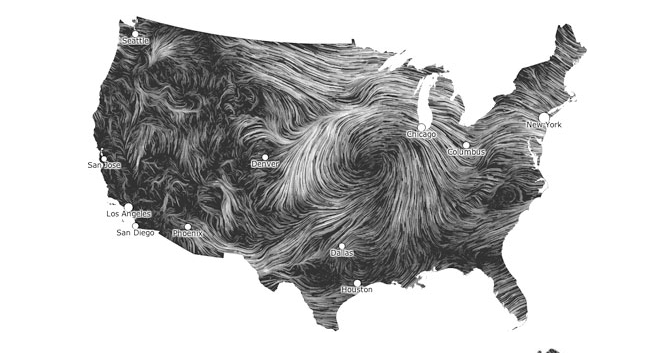 Seattle
New York
Chicago
Columbus
Denver
San Jose
Los Angeles
San Diego
Phoenix
Dallas
Houston